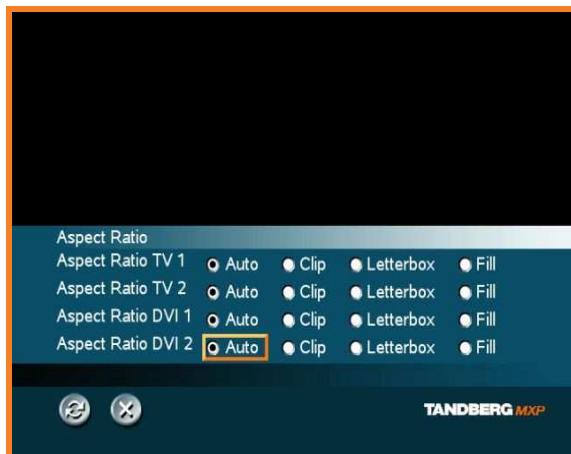 Aspect Ratio
Aspect Ratio TV 1 Auto Clip Letterbox Fill
Aspect Ratio TV 2 Auto Clip Letterbox Fill
Aspect Ratio DVI 1 Auto Clip Letterbox Fill
Aspect Ratio DVI 2 Auto Clip Letterbox Fill
TANDBERG MXP